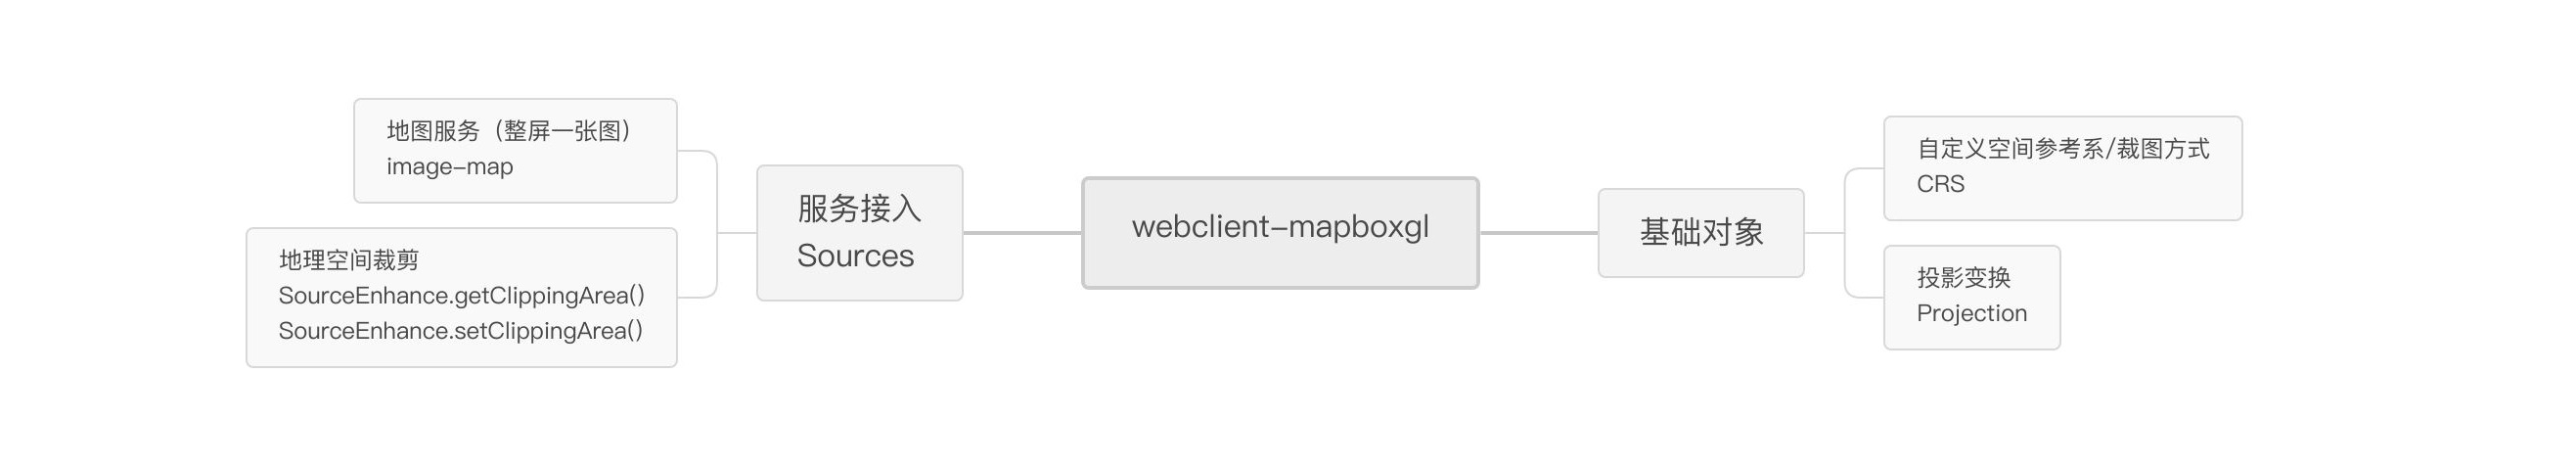 地图服务（整屏一张图）
image-map
地理空间裁剪
SourceEnhance.getClippingArea()
SourceEnhance.setClippingArea()
服务接入
Sources
webclient-mapboxgl
基础对象
自定义空间参考系/裁图方式
CRS
投影变换
Projection